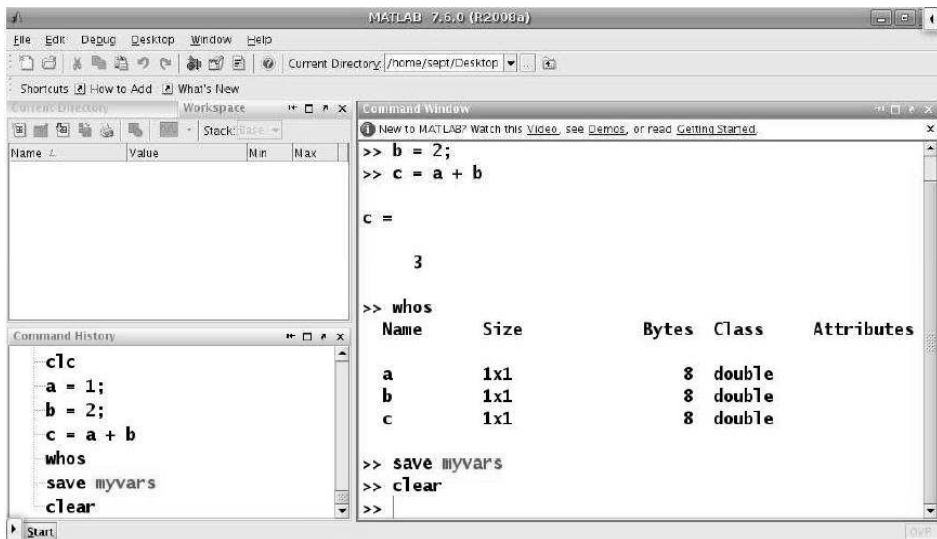 MATLAB 7.6.0 (R2008a)
File Edit Debug Desktop Window Help
Current Directory: /home/sept/Desktop
Shortcuts How to Add What's New
Current Directory Workspace
Stack: Base
Name Value Min Max
Command History
clc
a = 1;
b = 2;
c = a + b
whos
save myvars
clear
Command Window
New to MATLAB? Watch this Video, see Demos, or read Getting Started.
>> b = 2;
>> c = a + b
c =
3
>> whos
Name Size Bytes Class Attributes
a 1x1 8 double
b 1x1 8 double
c 1x1 8 double
>> save myvars
>> clear
>>
Start
OVR